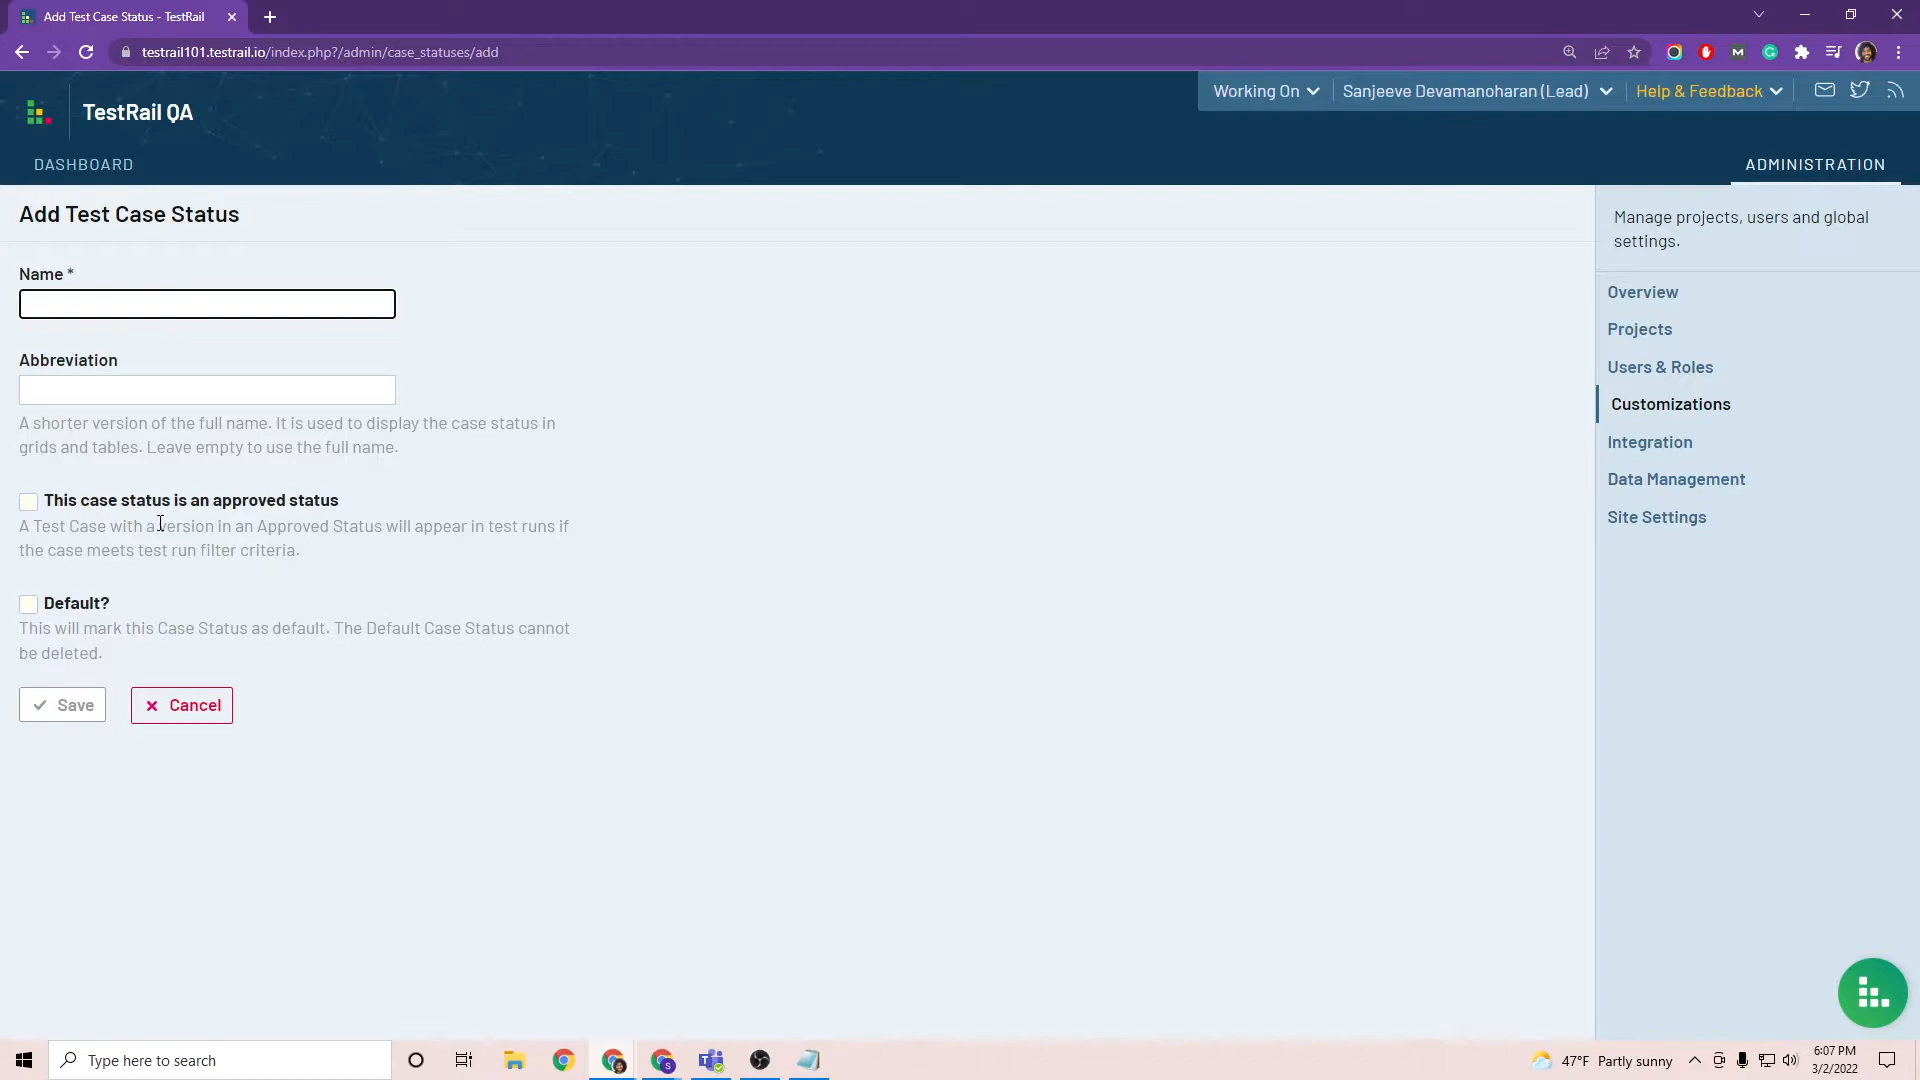 Add Test Case Status - TestRail
testrail101.testrail.io/index.php?/admin/case_statuses/add
Working On
Sanjeeve Devamanoharan (Lead)
Help & Feedback
TestRail QA
DASHBOARD
ADMINISTRATION
Add Test Case Status
Name *
Abbreviation
A shorter version of the full name. It is used to display the case status in
grids and tables. Leave empty to use the full name.
This case status is an approved status
A Test Case with a version in an Approved Status will appear in test runs if
the case meets test run filter criteria.
Default?
This will mark this Case Status as default. The Default Case Status cannot
be deleted.
Save
Cancel
Manage projects, users and global
settings.
Overview
Projects
Users & Roles
Customizations
Integration
Data Management
Site Settings
Type here to search
47°F Partly sunny
6:07 PM
3/2/2022